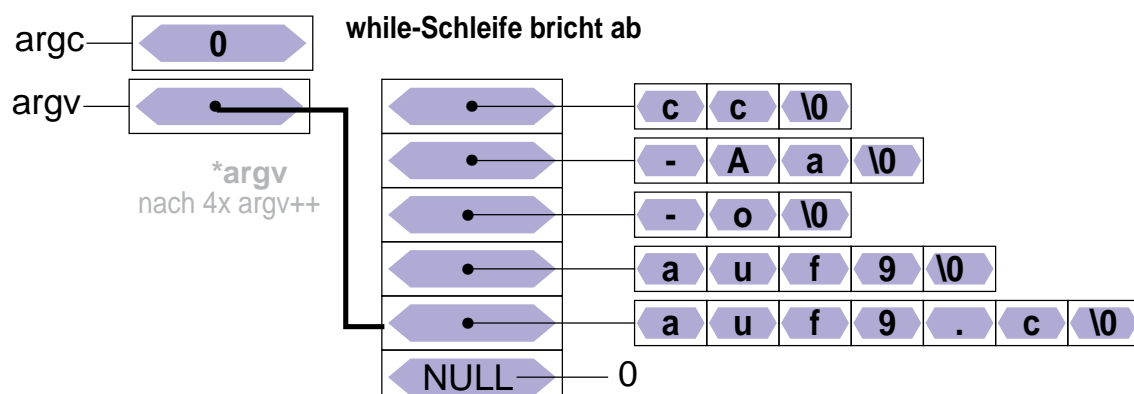 while-Schleife bricht ab
argc 0
argv
c c \0
*argv
nach 4x argv++
- A a \0
- o \0
a u f 9 \0
a u f 9 . c \0
NULL 0